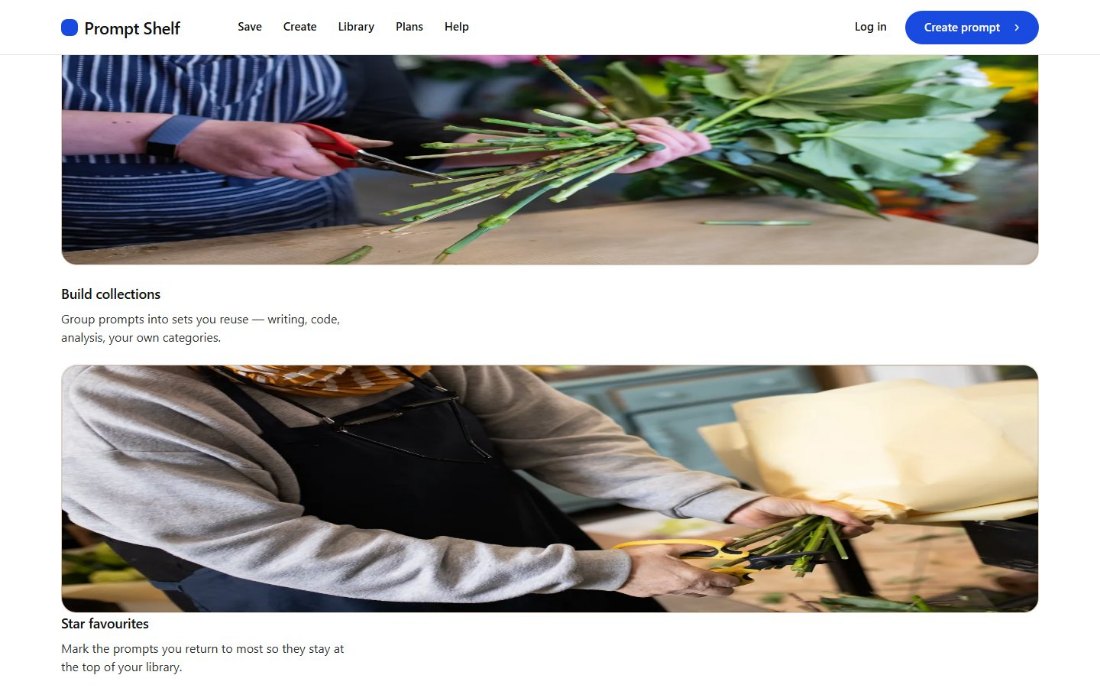 Prompt Shelf
Save
Create
Library
Plans
Help
Log in
Create prompt
Build collections
Group prompts into sets you reuse — writing, code,
analysis, your own categories.
Star favourites
Mark the prompts you return to most so they stay at
the top of your library.